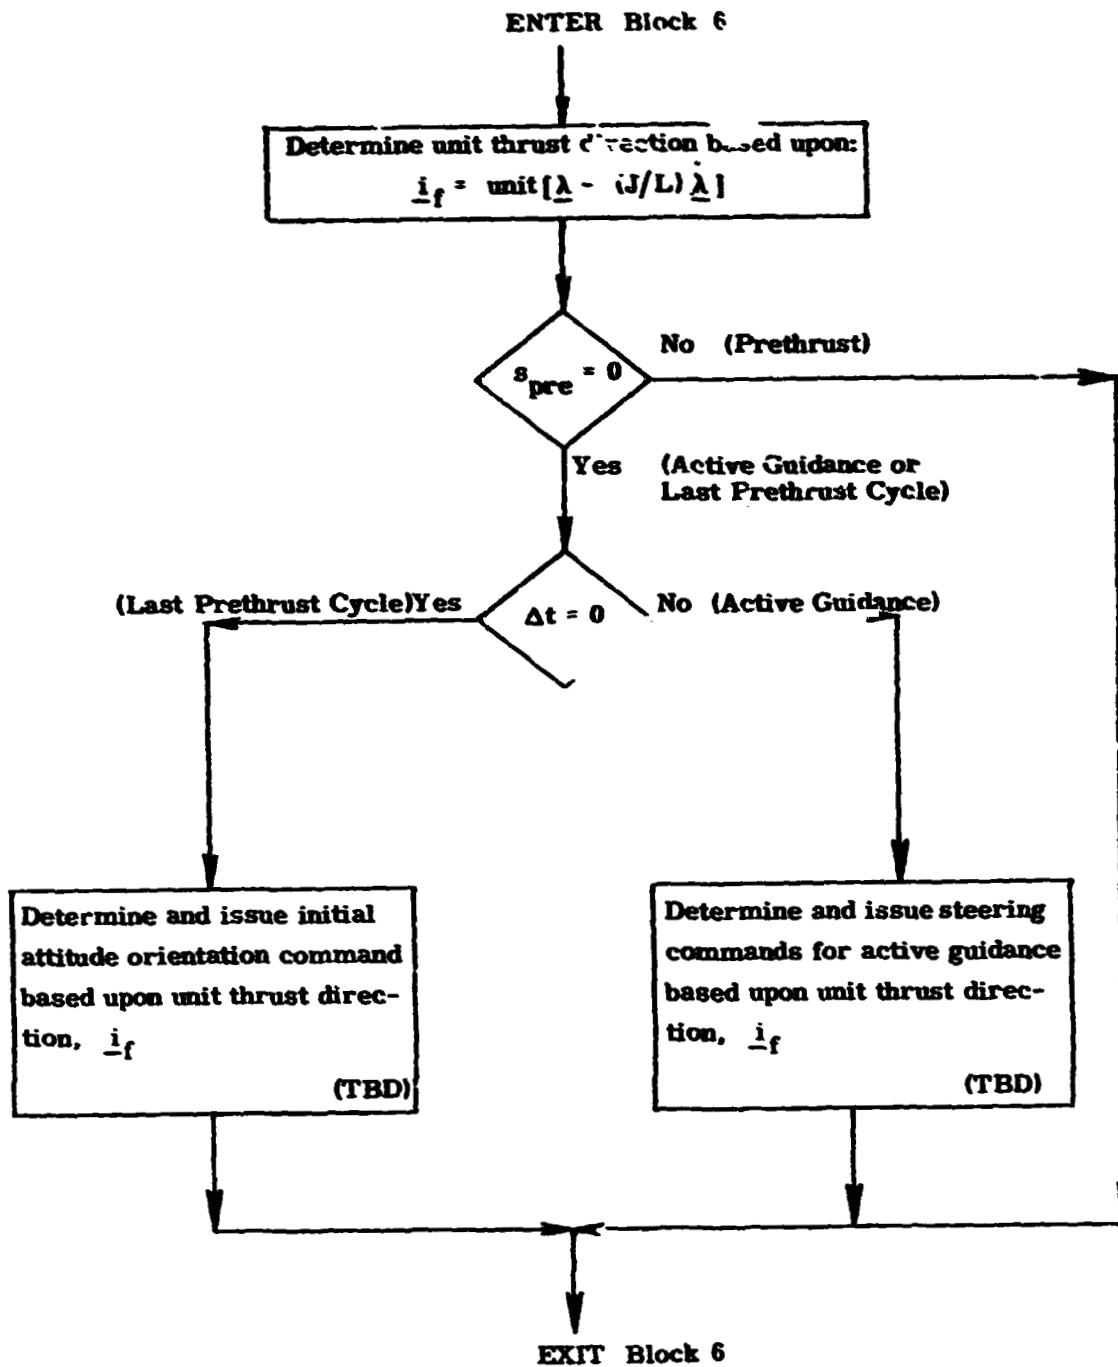 ENTER Block 6
Determine unit thrust direction based upon:
i_f = unit [λ - (J/L) λ̇ ]
s_pre = 0
No (Prethrust)
Yes (Active Guidance or
Last Prethrust Cycle)
(Last Prethrust Cycle) Yes
Δt = 0
No (Active Guidance)
Determine and issue initial
attitude orientation command
based upon unit thrust direc-
tion, i_f
(TBD)
Determine and issue steering
commands for active guidance
based upon unit thrust direc-
tion, i_f
(TBD)
EXIT Block 6